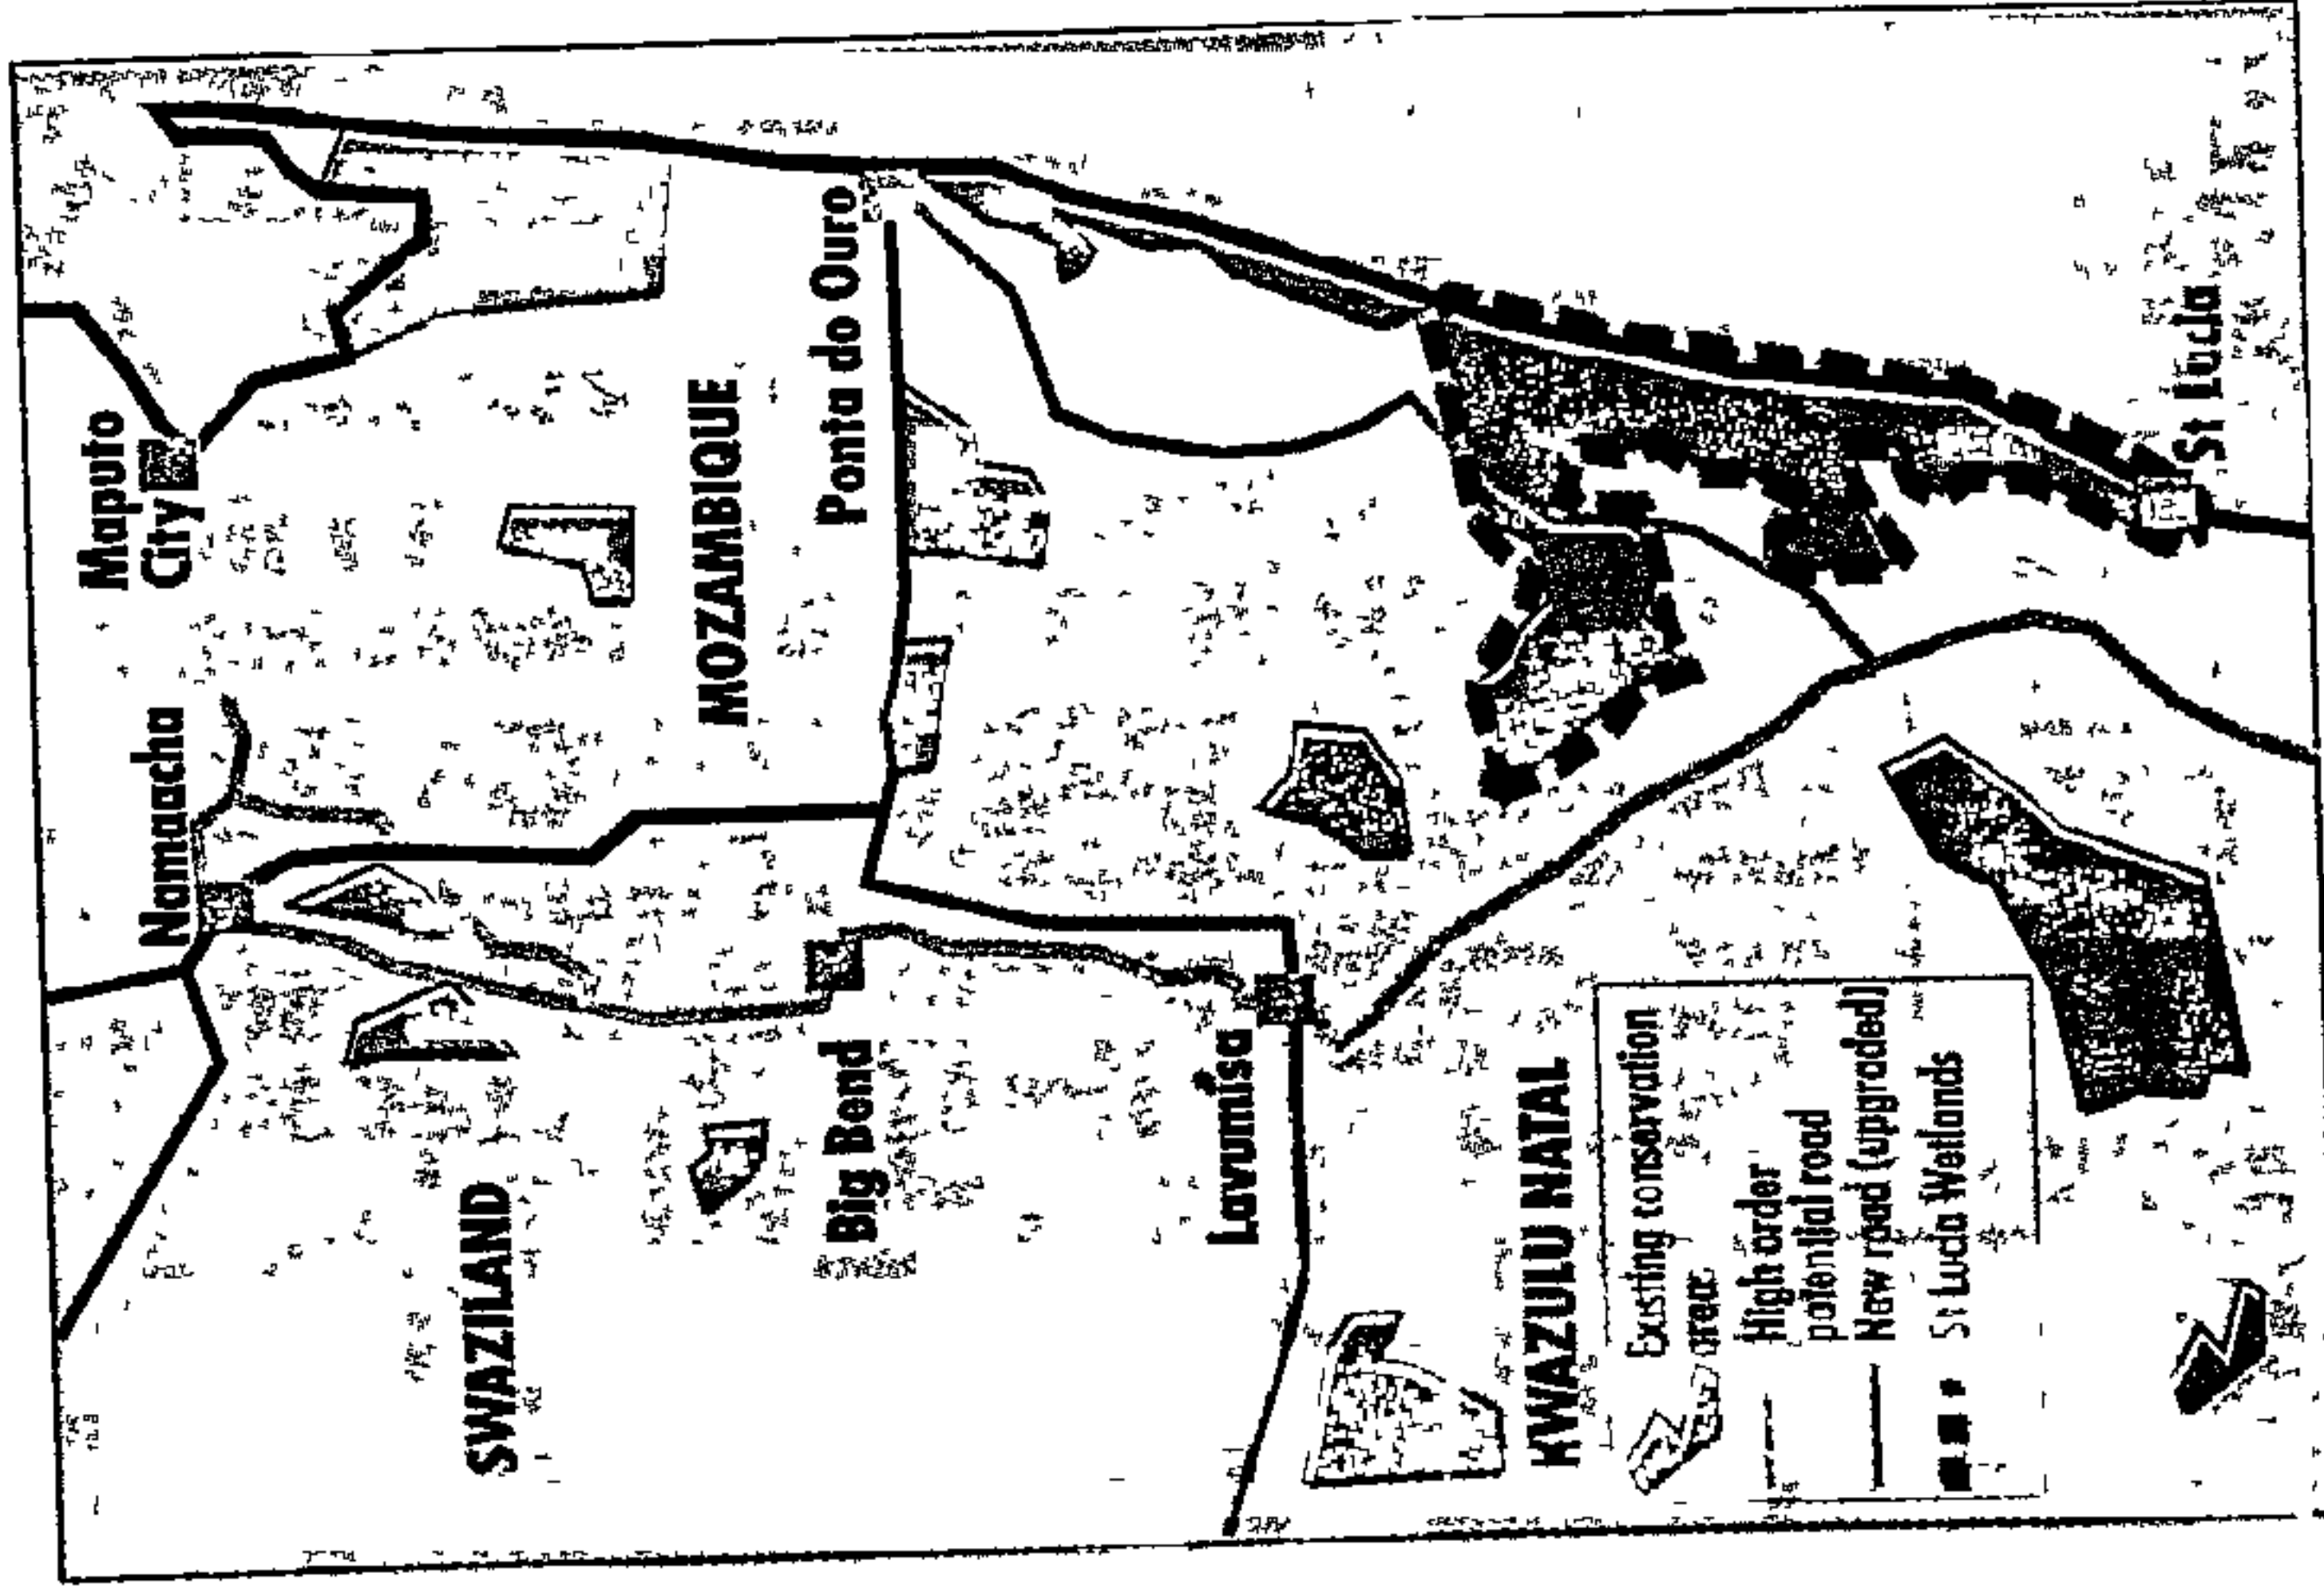 Maputo
City
Namaacha
MOZAMBIQUE
Ponta do Ouro
SWAZILAND
Big Bend
Lavumisa
St Lucia
KWAZULU NATAL
Existing conservation
area
High order
potential road
New road (upgraded)
St Lucia Wetlands